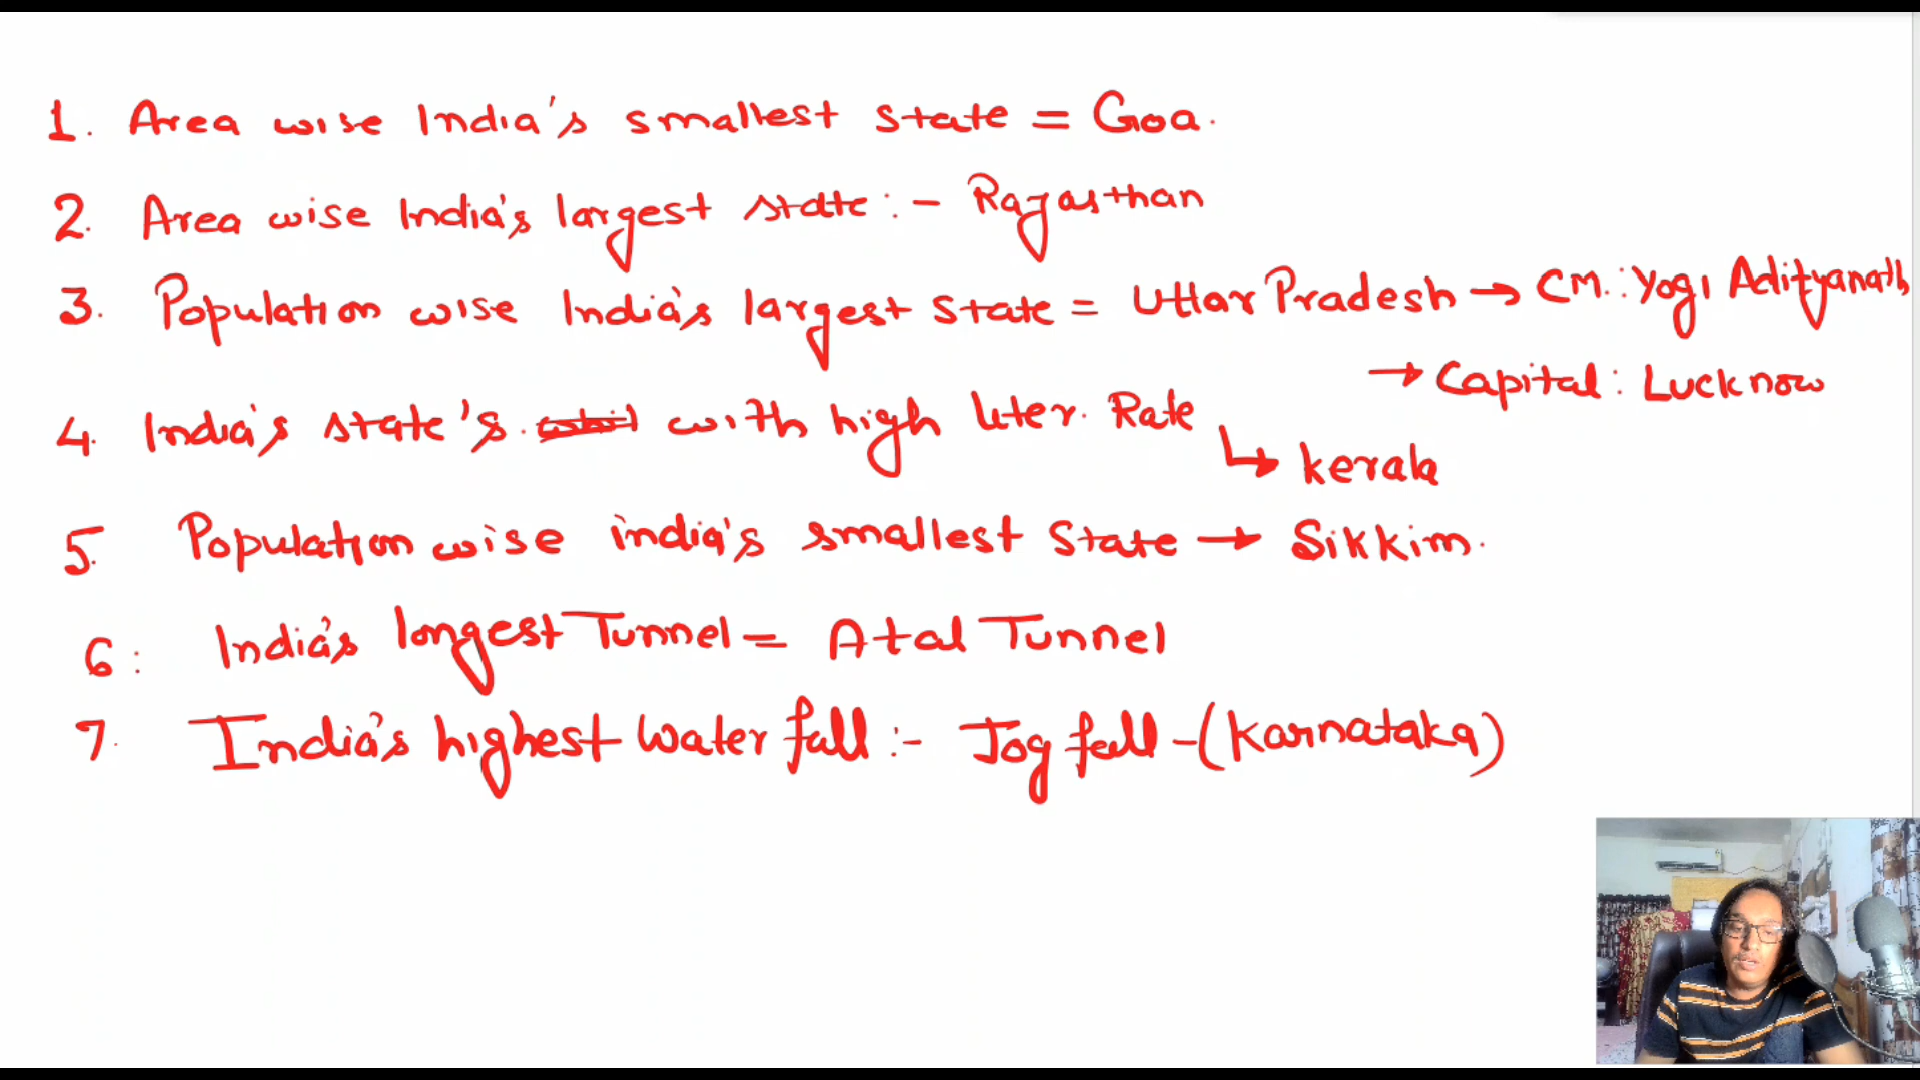 1. Area wise India's smallest state = Goa.
2. Area wise India's largest state :- Rajasthan
3. Population wise India's largest state = Uttar Pradesh → CM.: Yogi Adityanath
→ Capital: Lucknow
4. India's state's. with high liter. Rate
↳ Kerala
5. Population wise india's smallest State → Sikkim.
6: India's longest Tunnel = Atal Tunnel
7. India's highest Water fall :- Jog fall - (Karnataka)